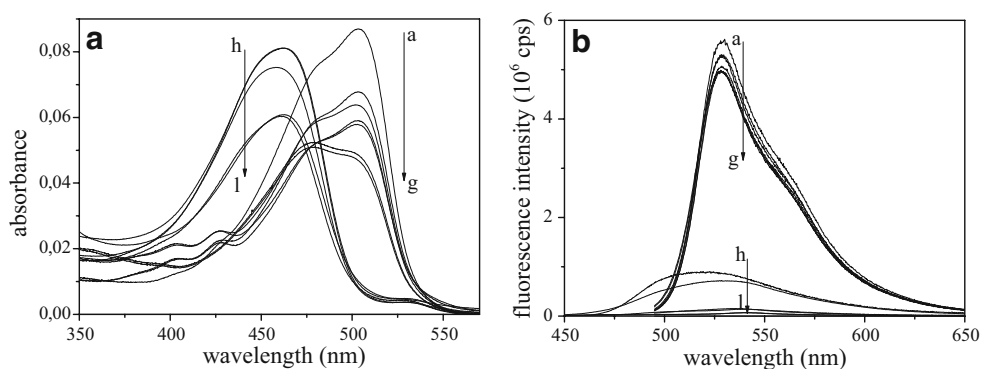 a
b
0,08
0,06
0,04
0,02
0,00
absorbance
h
a
l
g
350
400
450
500
550
wavelength (nm)
6
4
2
0
fluorescence intensity (10⁶ cps)
a
g
h
l
450
500
550
600
650
wavelength (nm)